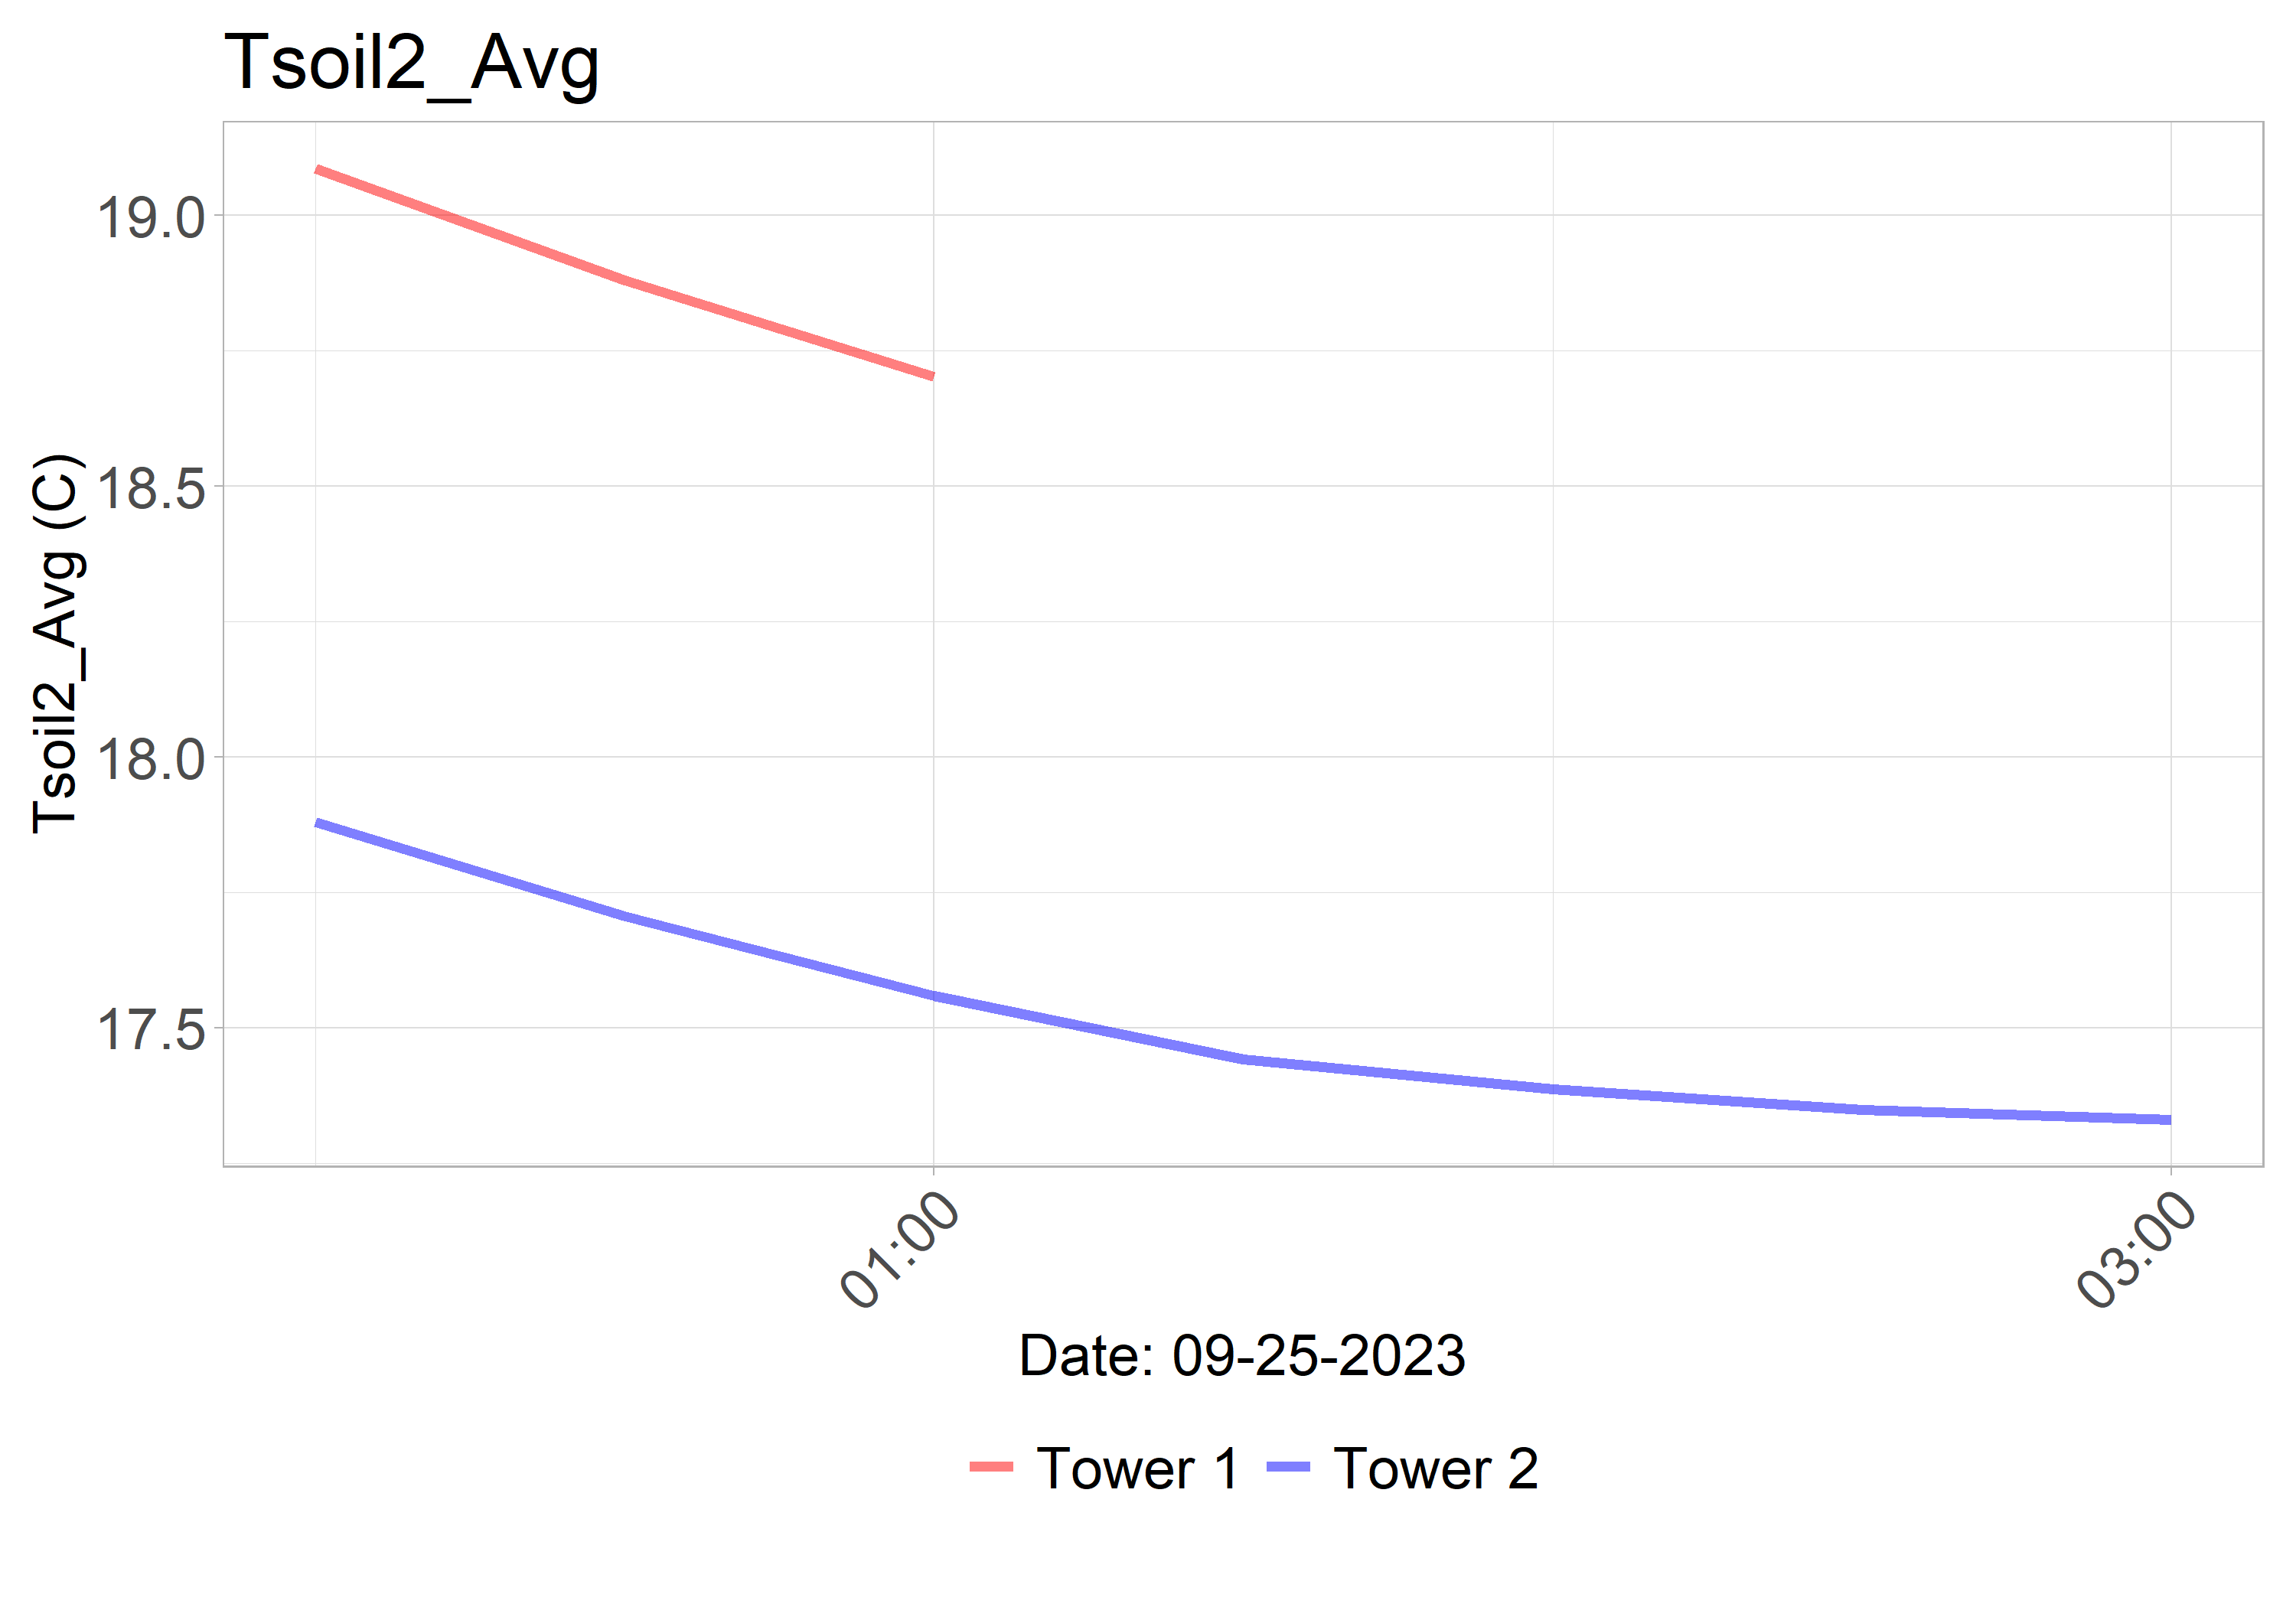 Tsoil2_Avg
Tsoil2_Avg (C)
19.0
18.5
18.0
17.5
01:00
03:00
Date: 09-25-2023
Tower 1
Tower 2